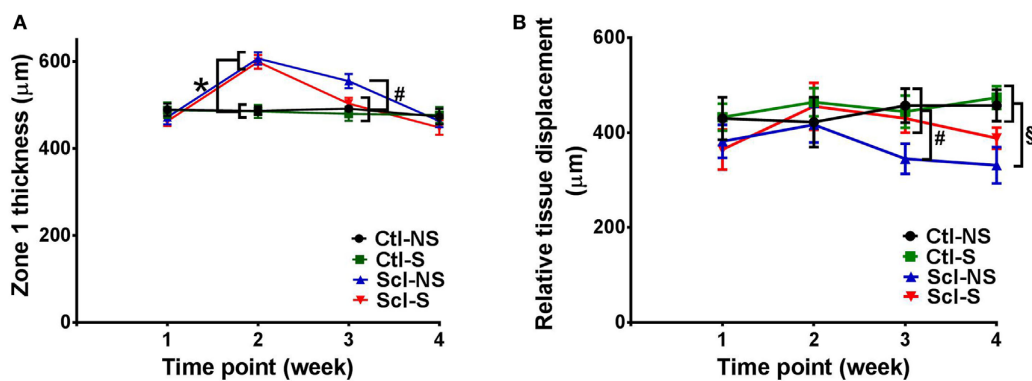 A
Zone 1 thickness (μm)
600
400
200
0
*
#
Ctl-NS
Ctl-S
Scl-NS
Scl-S
1 2 3 4
Time point (week)
B
Relative tissue displacement
(μm)
600
400
200
0
#
§
Ctl-NS
Ctl-S
Scl-NS
Scl-S
1 2 3 4
Time point (week)